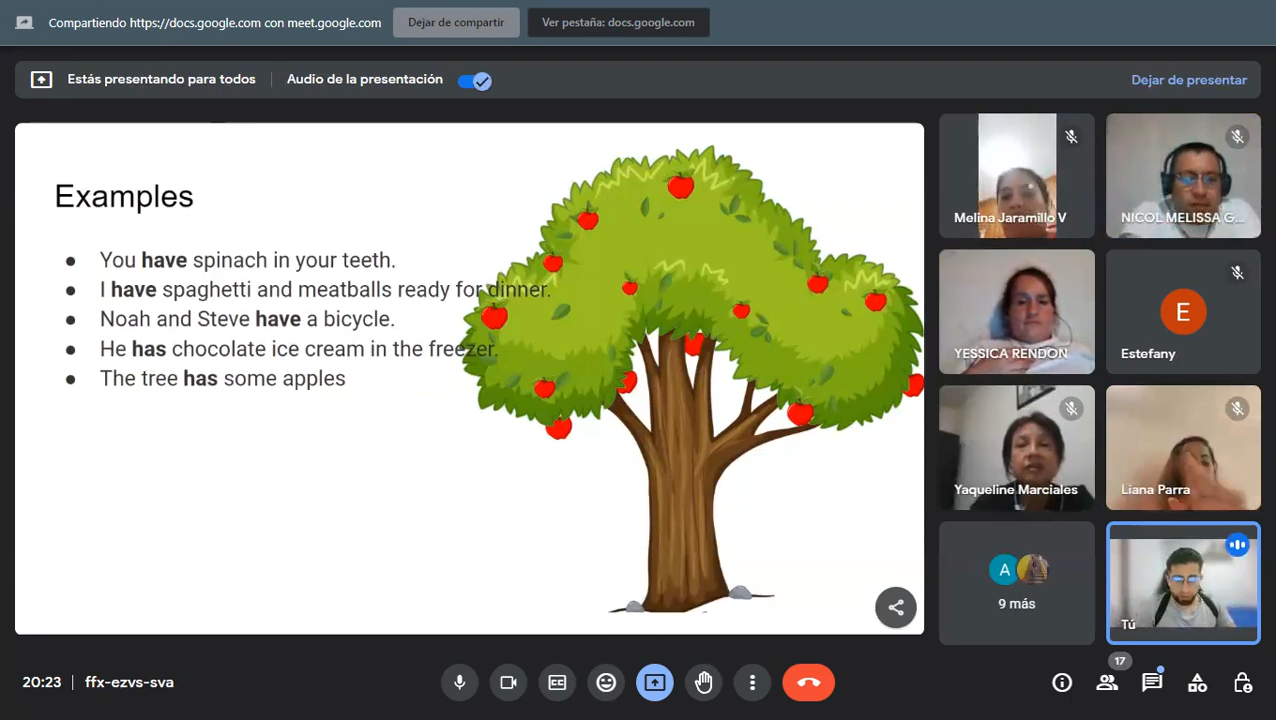 Compartiendo https://docs.google.com con meet.google.com
Dejar de compartir
Ver pestaña: docs.google.com
Estás presentando para todos
Audio de la presentación
Dejar de presentar
Examples
● You have spinach in your teeth.
● I have spaghetti and meatballs ready for dinner.
● Noah and Steve have a bicycle.
● He has chocolate ice cream in the freezer.
● The tree has some apples
Melina Jaramillo V
NICOL MELISSA G...
YESSICA RENDON
E
Estefany
Yaqueline Marciales
Liana Parra
A
9 más
Tú
20:23 | ffx-ezvs-sva
17